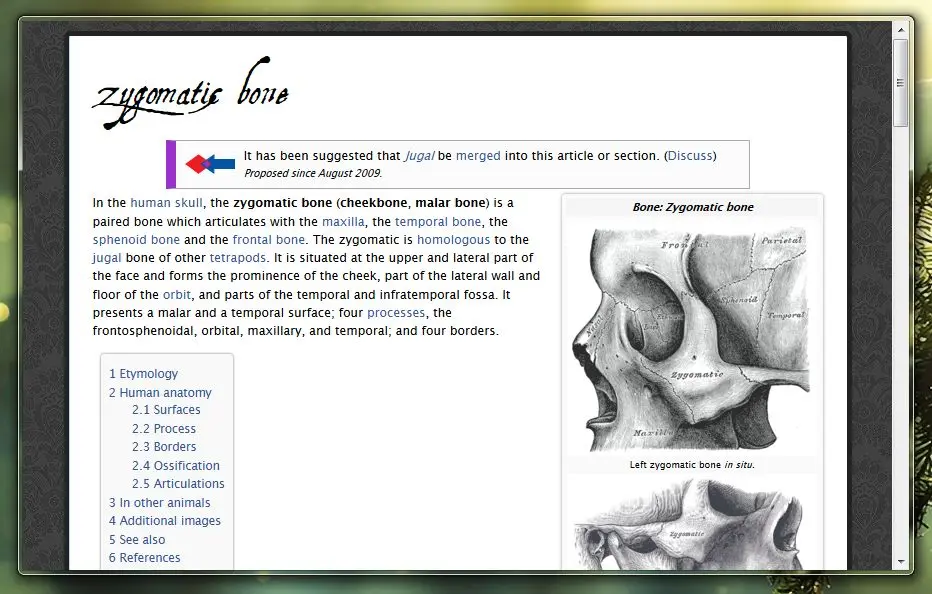 zygomatic bone
It has been suggested that Jugal be merged into this article or section. (Discuss)
Proposed since August 2009.
In the human skull, the zygomatic bone (cheekbone, malar bone) is a
paired bone which articulates with the maxilla, the temporal bone, the
sphenoid bone and the frontal bone. The zygomatic is homologous to the
jugal bone of other tetrapods. It is situated at the upper and lateral part of
the face and forms the prominence of the cheek, part of the lateral wall and
floor of the orbit, and parts of the temporal and infratemporal fossa. It
presents a malar and a temporal surface; four processes, the
frontosphenoidal, orbital, maxillary, and temporal; and four borders.
1 Etymology
2 Human anatomy
2.1 Surfaces
2.2 Process
2.3 Borders
2.4 Ossification
2.5 Articulations
3 In other animals
4 Additional images
5 See also
6 References
Bone: Zygomatic bone
Frontal
Parietal
Sphenoid
Temporal
Zygomatic
Maxilla
Left zygomatic bone in situ.
Zygomatic